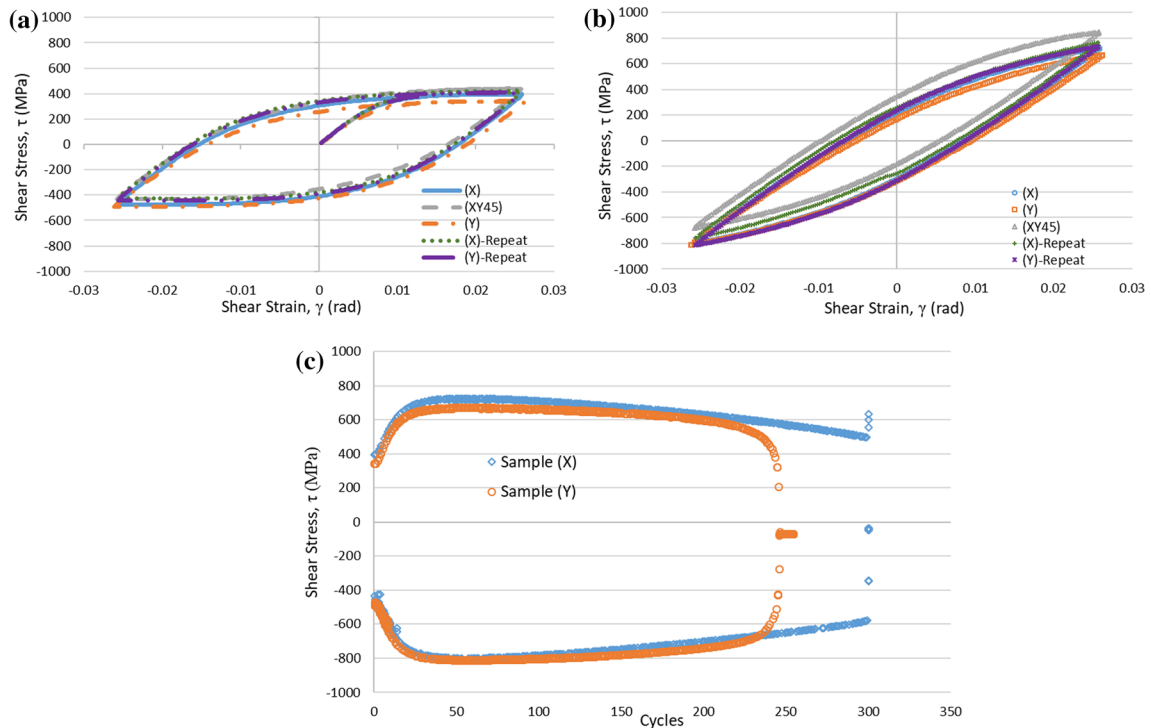 (a)
1000
800
600
400
200
0
-200
-400
-600
-800
-1000
Shear Stress, τ (MPa)
-0.03
-0.02
-0.01
0
0.01
0.02
0.03
Shear Strain, γ (rad)
(X)
(XY45)
(Y)
(X)-Repeat
(Y)-Repeat
(b)
1000
800
600
400
200
0
-200
-400
-600
-800
-1000
Shear Stress, τ (MPa)
-0.03
-0.02
-0.01
0
0.01
0.02
0.03
Shear Strain, γ (rad)
(X)
(Y)
(XY45)
(X)-Repeat
(Y)-Repeat
(c)
1000
800
600
400
200
0
-200
-400
-600
-800
-1000
Shear Stress, τ (MPa)
Sample (X)
Sample (Y)
0
50
100
150
200
250
300
350
Cycles